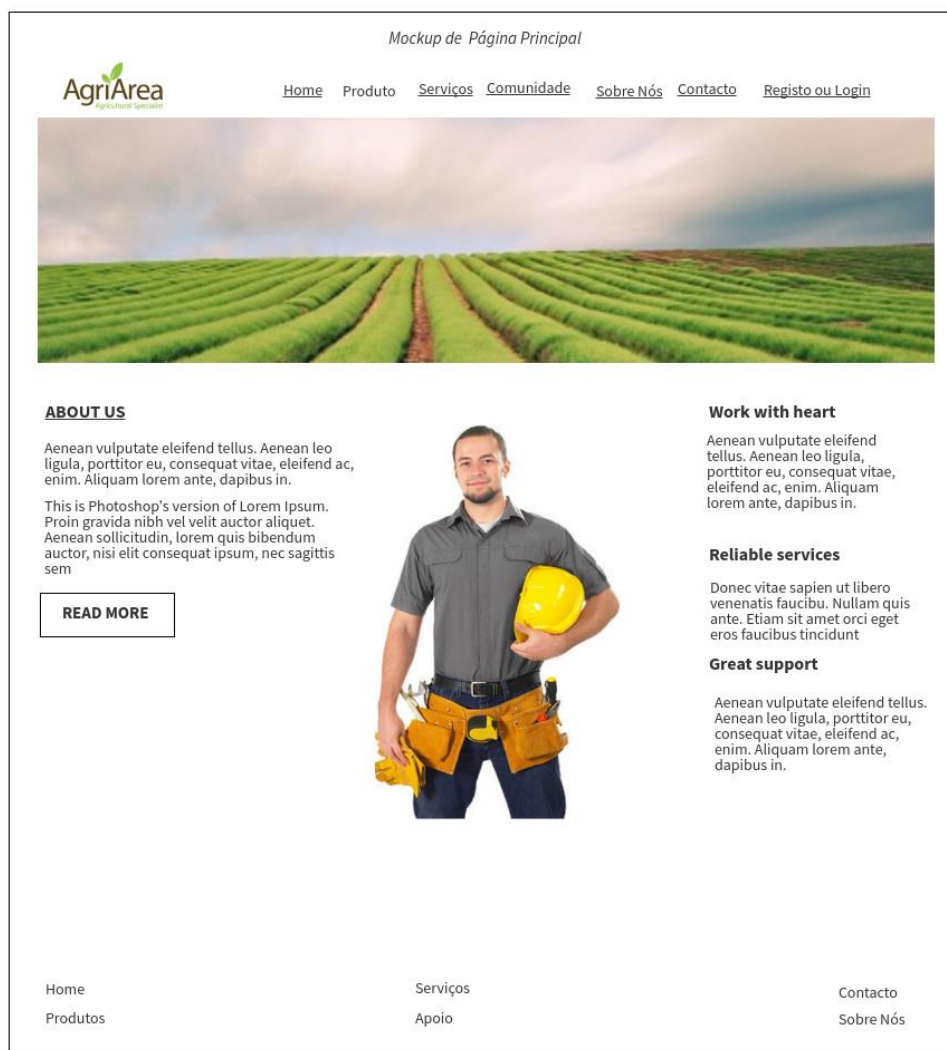 Mockup de Página Principal
AgriArea
Agricultural Specialist
Home Produto Serviços Comunidade Sobre Nós Contacto Registo ou Login
ABOUT US
Aenean vulputate eleifend tellus. Aenean leo
ligula, porttitor eu, consequat vitae, eleifend ac,
enim. Aliquam lorem ante, dapibus in.
This is Photoshop's version of Lorem Ipsum.
Proin gravida nibh vel velit auctor aliquet.
Aenean sollicitudin, lorem quis bibendum
auctor, nisi elit consequat ipsum, nec sagittis
sem
READ MORE
Work with heart
Aenean vulputate eleifend
tellus. Aenean leo ligula,
porttitor eu, consequat vitae,
eleifend ac, enim. Aliquam
lorem ante, dapibus in.
Reliable services
Donec vitae sapien ut libero
venenatis faucibu. Nullam quis
ante. Etiam sit amet orci eget
eros faucibus tincidunt
Great support
Aenean vulputate eleifend tellus.
Aenean leo ligula, porttitor eu,
consequat vitae, eleifend ac,
enim. Aliquam lorem ante,
dapibus in.
Home
Produtos
Serviços
Apoio
Contacto
Sobre Nós